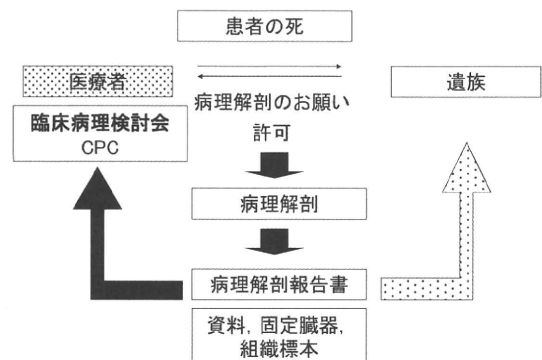 患者の死
医療者
遺族
臨床病理検討会
CPC
病理解剖のお願い
許可
病理解剖
病理解剖報告書
資料, 固定臓器,
組織標本